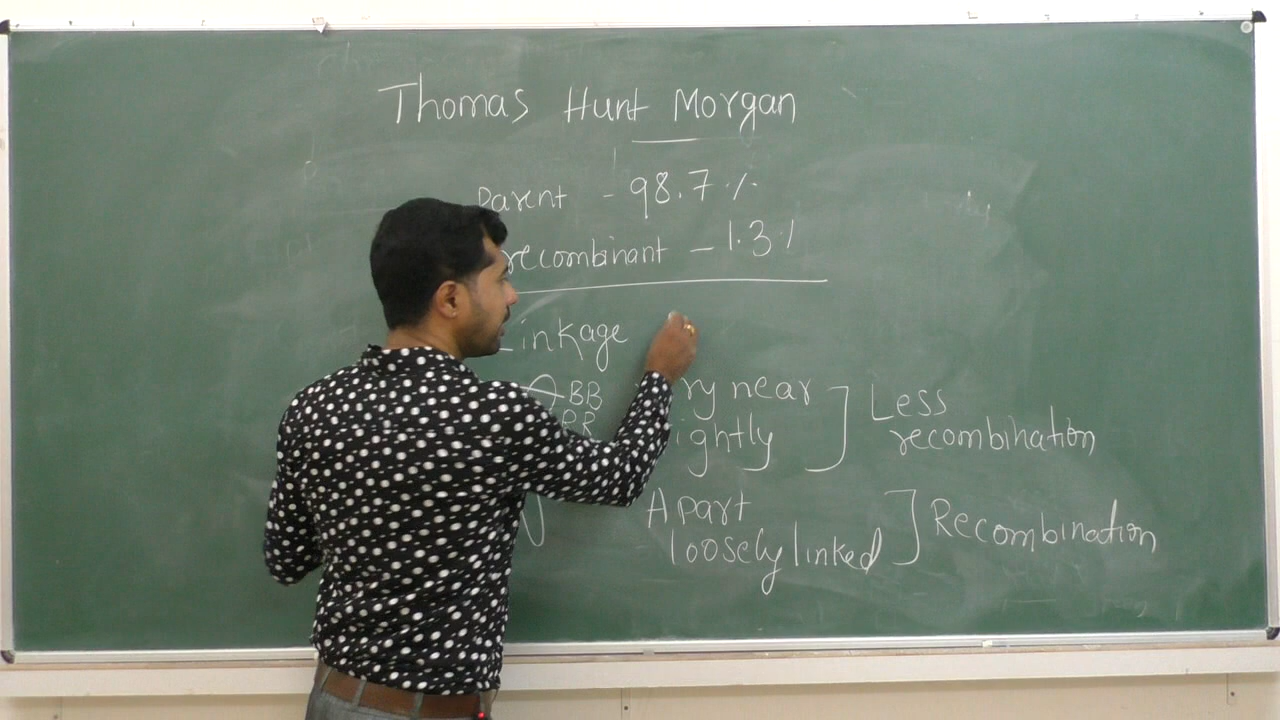 Thomas Hunt Morgan
Parent - 98.7 %
recombinant - 1.3 %
Linkage
BB
ry near
RR
ightly
Less
recombination
Apart
loosely linked
Recombination